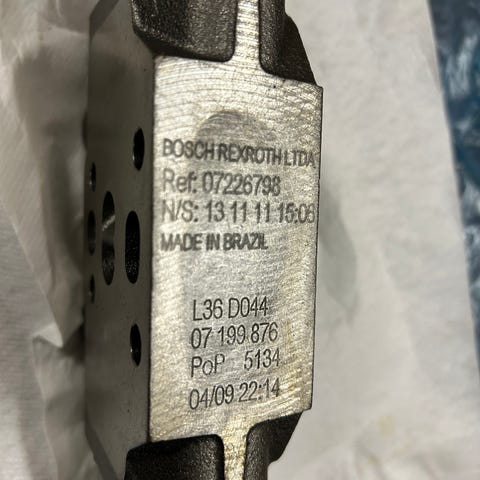 BOSCH REXROTH LTDA
Ref: 07226798
N/S: 13 11 11 15:06
MADE IN BRAZIL
L36 D044
07 199 876
PoP 5134
04/09 22:14